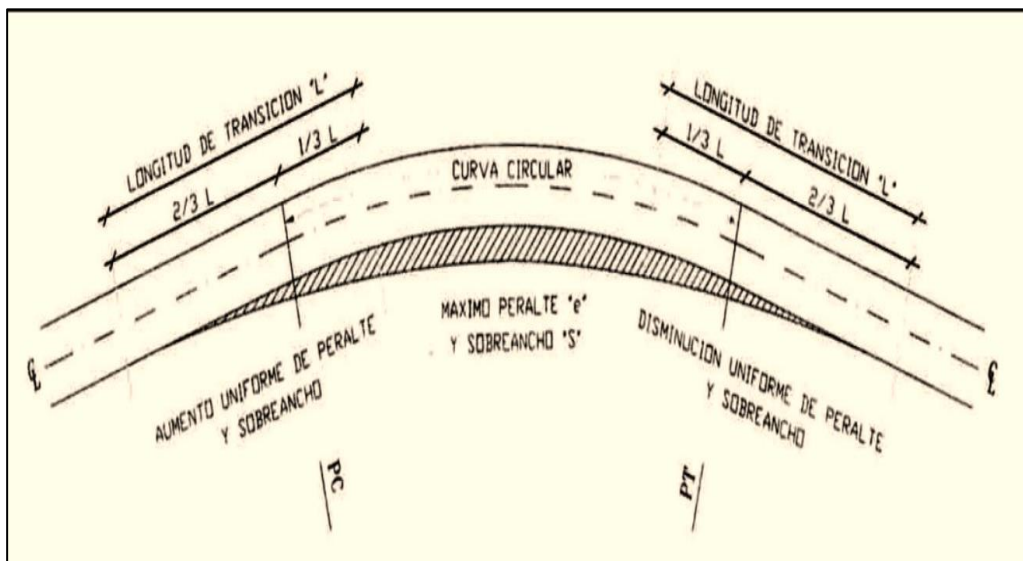 LONGITUD DE TRANSICION "L"
1/3 L
2/3 L
LONGITUD DE TRANSICION "L"
1/3 L
2/3 L
CURVA CIRCULAR
MAXIMO PERALTE "e"
Y SOBREANCHO "S"
AUMENTO UNIFORME DE PERALTE
Y SOBREANCHO
DISMINUCION UNIFORME DE PERALTE
Y SOBREANCHO
℄
℄
PC
PT